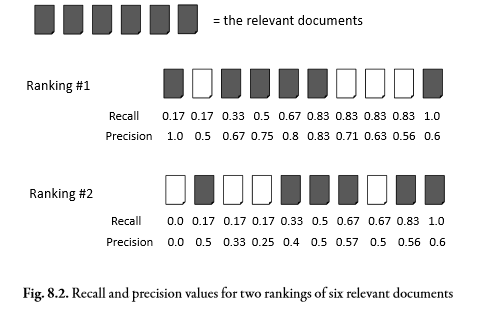 = the relevant documents
Ranking #1
Recall 0.17 0.17 0.33 0.5 0.67 0.83 0.83 0.83 0.83 1.0
Precision 1.0 0.5 0.67 0.75 0.8 0.83 0.71 0.63 0.56 0.6
Ranking #2
Recall 0.0 0.17 0.17 0.17 0.33 0.5 0.67 0.67 0.83 1.0
Precision 0.0 0.5 0.33 0.25 0.4 0.5 0.57 0.5 0.56 0.6
Fig. 8.2. Recall and precision values for two rankings of six relevant documents